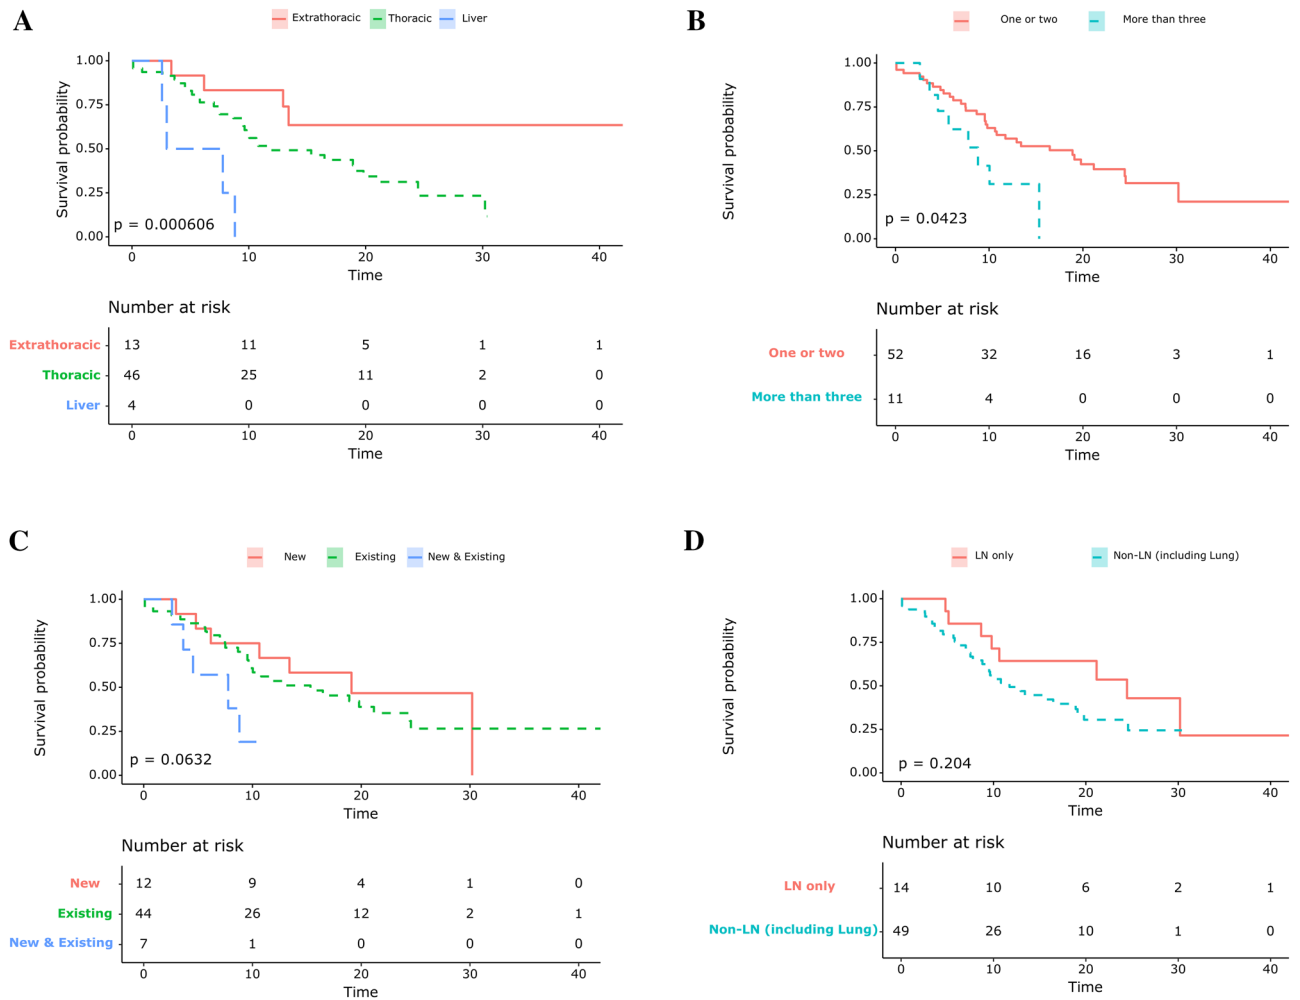 A
Extrathoracic Thoracic Liver
Survival probability
1.00
0.75
0.50
0.25
0.00
p = 0.000606
0 10 20 30 40
Time
Number at risk
Extrathoracic 13 11 5 1 1
Thoracic 46 25 11 2 0
Liver 4 0 0 0 0
0 10 20 30 40
Time
B
One or two More than three
Survival probability
1.00
0.75
0.50
0.25
0.00
p = 0.0423
0 10 20 30 40
Time
Number at risk
One or two 52 32 16 3 1
More than three 11 4 0 0 0
0 10 20 30 40
Time
C
New Existing New & Existing
Survival probability
1.00
0.75
0.50
0.25
0.00
p = 0.0632
0 10 20 30 40
Time
Number at risk
New 12 9 4 1 0
Existing 44 26 12 2 1
New & Existing 7 1 0 0 0
0 10 20 30 40
Time
D
LN only Non-LN (including Lung)
Survival probability
1.00
0.75
0.50
0.25
0.00
p = 0.204
0 10 20 30 40
Time
Number at risk
LN only 14 10 6 2 1
Non-LN (including Lung) 49 26 10 1 0
0 10 20 30 40
Time